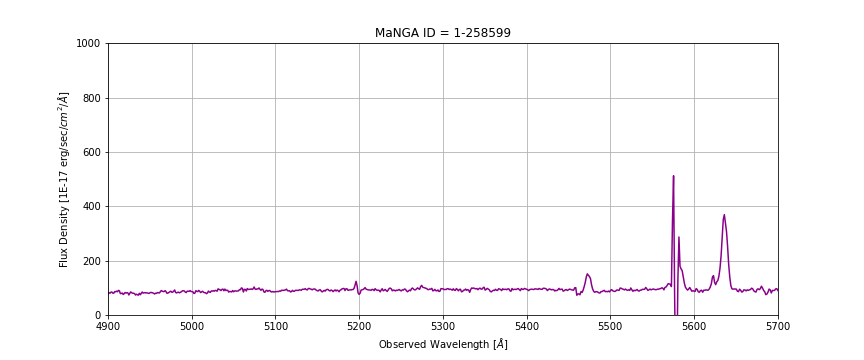 MaNGA ID = 1-258599
1000
800
600
400
200
0
Flux Density [1E-17 erg/sec/cm²/Å]
4900 5000 5100 5200 5300 5400 5500 5600 5700
Observed Wavelength [Å]